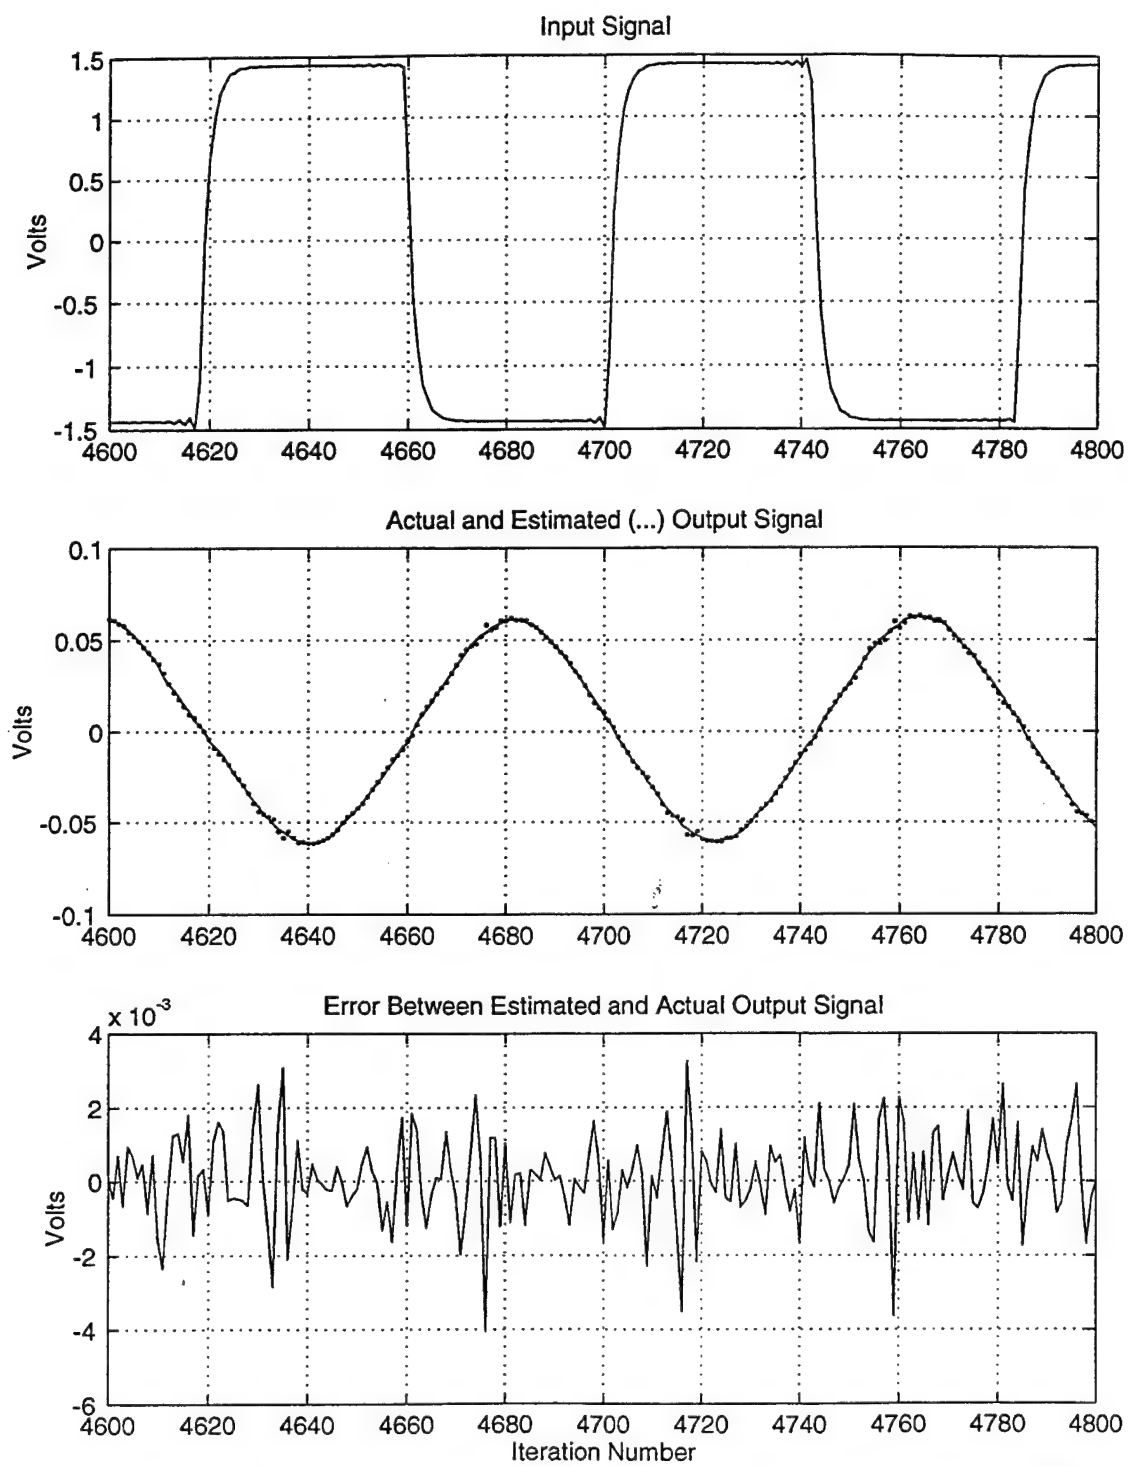 Input Signal
1.5
1
0.5
0
-0.5
-1
-1.5
Volts
4600 4620 4640 4660 4680 4700 4720 4740 4760 4780 4800
Actual and Estimated (...) Output Signal
0.1
0.05
0
-0.05
-0.1
Volts
4600 4620 4640 4660 4680 4700 4720 4740 4760 4780 4800
Error Between Estimated and Actual Output Signal
x 10-3
4
2
0
-2
-4
-6
Volts
4600 4620 4640 4660 4680 4700 4720 4740 4760 4780 4800
Iteration Number